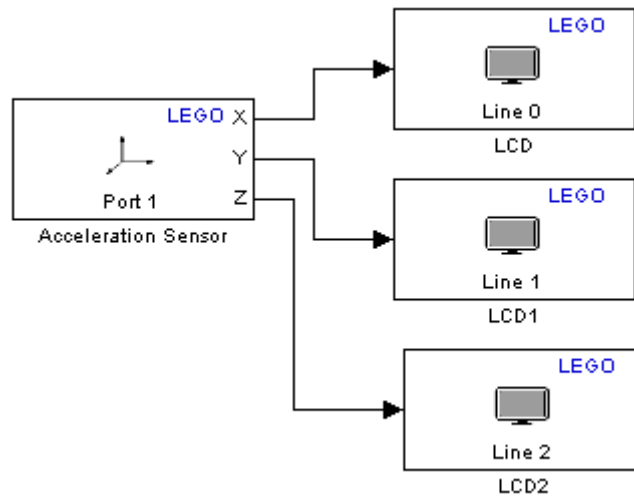 LEGO
X
Y
Z
Port 1
Acceleration Sensor
LEGO
Line 0
LCD
LEGO
Line 1
LCD1
LEGO
Line 2
LCD2